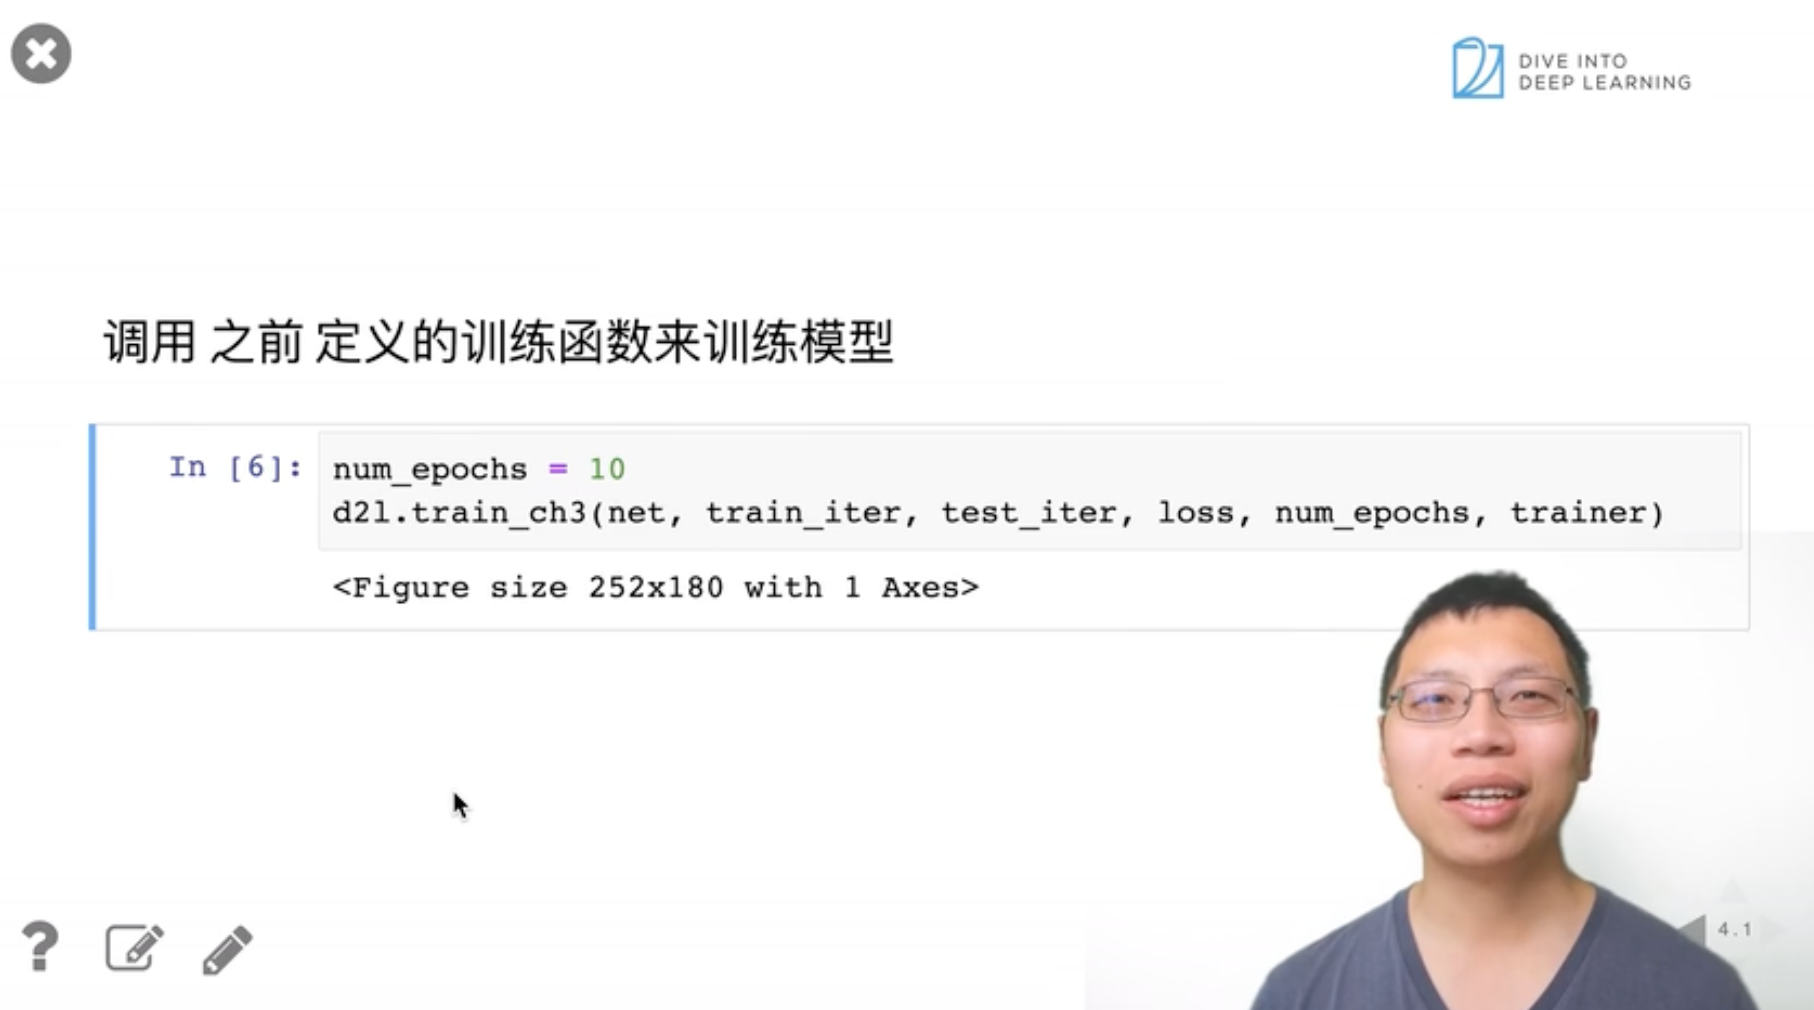 DIVE INTO
DEEP LEARNING
调用 之前 定义的训练函数来训练模型
In [6]:
num_epochs = 10
d2l.train_ch3(net, train_iter, test_iter, loss, num_epochs, trainer)
<Figure size 252x180 with 1 Axes>
4.1